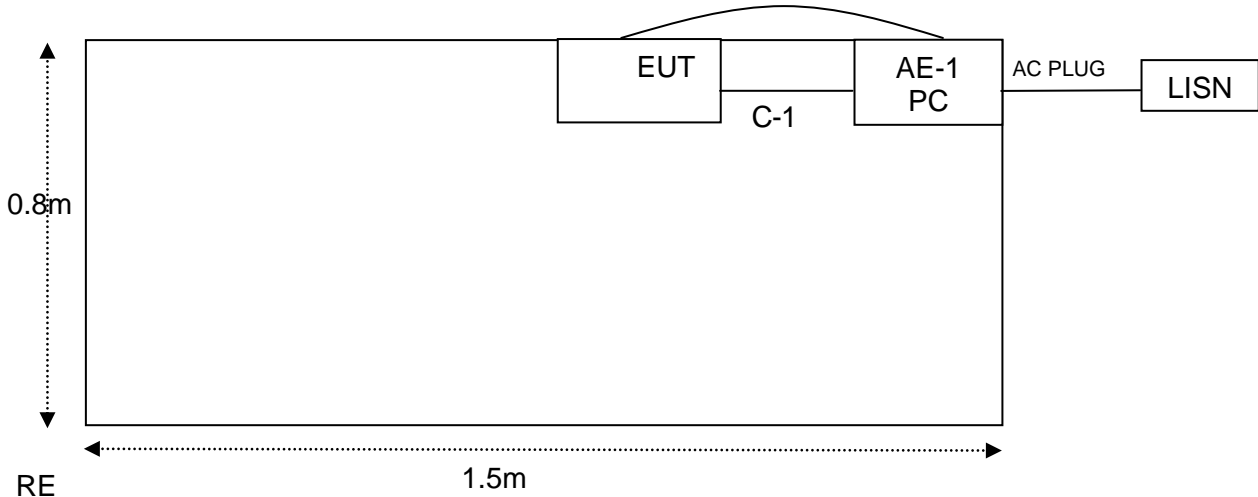 EUT
AE-1
PC
AC PLUG
LISN
C-1
0.8m
1.5m
RE